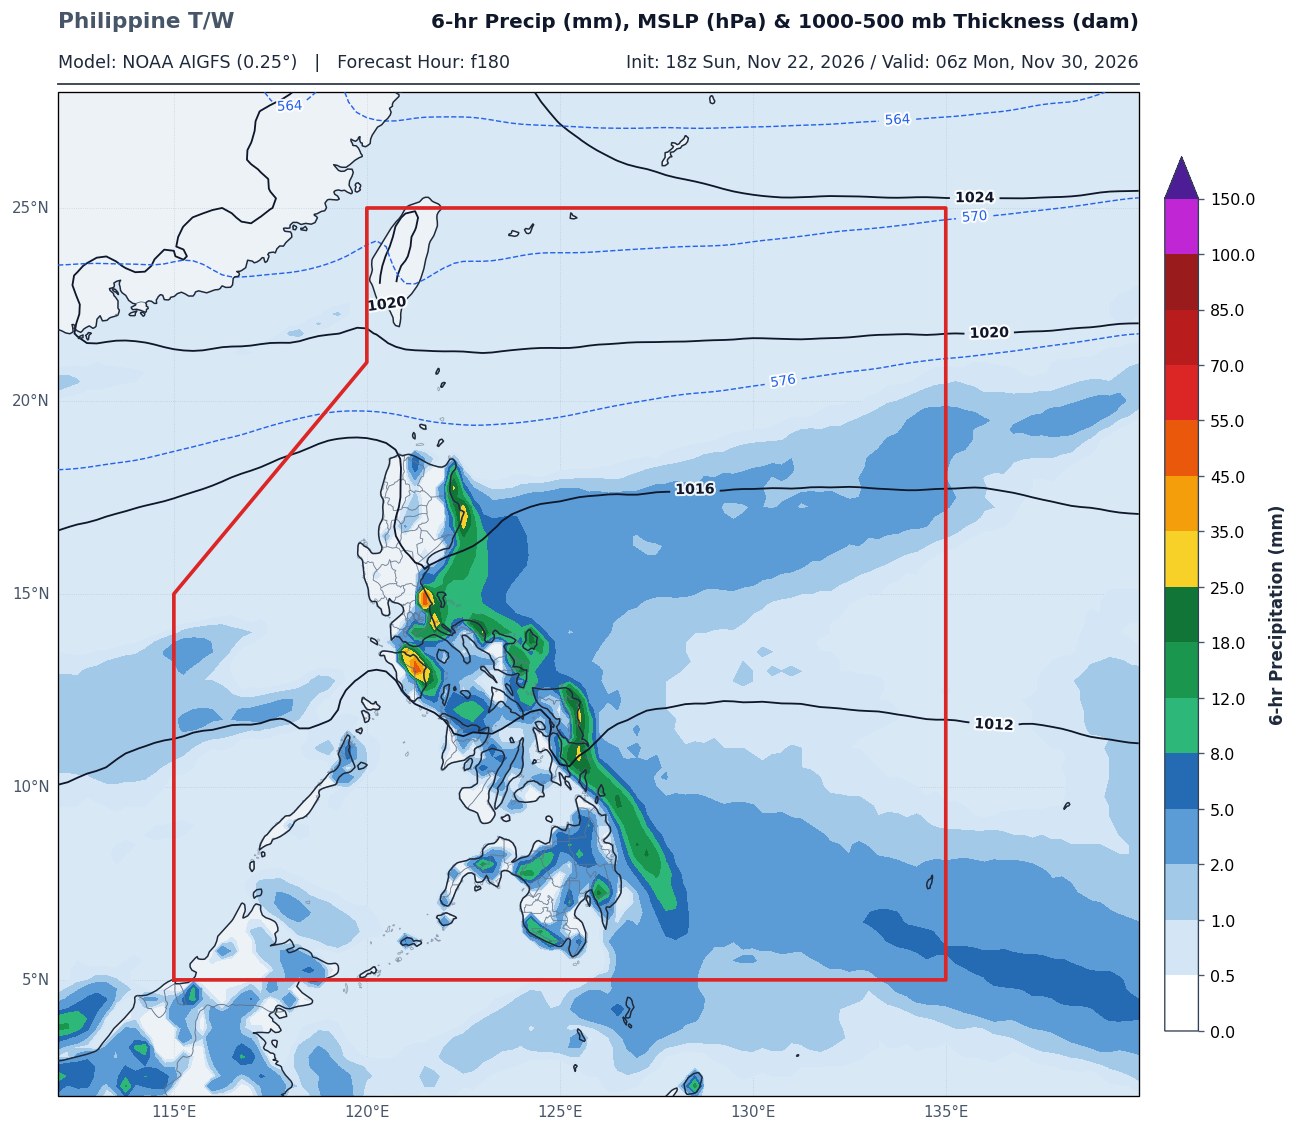 Philippine T/W
6-hr Precip (mm), MSLP (hPa) & 1000-500 mb Thickness (dam)
Model: NOAA AIGFS (0.25°) | Forecast Hour: f180
Init: 18z Sun, Nov 22, 2026 / Valid: 06z Mon, Nov 30, 2026
564
564
1024
570
1020
1020
576
1016
1012
25°N
20°N
15°N
10°N
5°N
115°E
120°E
125°E
130°E
135°E
150.0
100.0
85.0
70.0
55.0
45.0
35.0
25.0
18.0
12.0
8.0
5.0
2.0
1.0
0.5
0.0
6-hr Precipitation (mm)